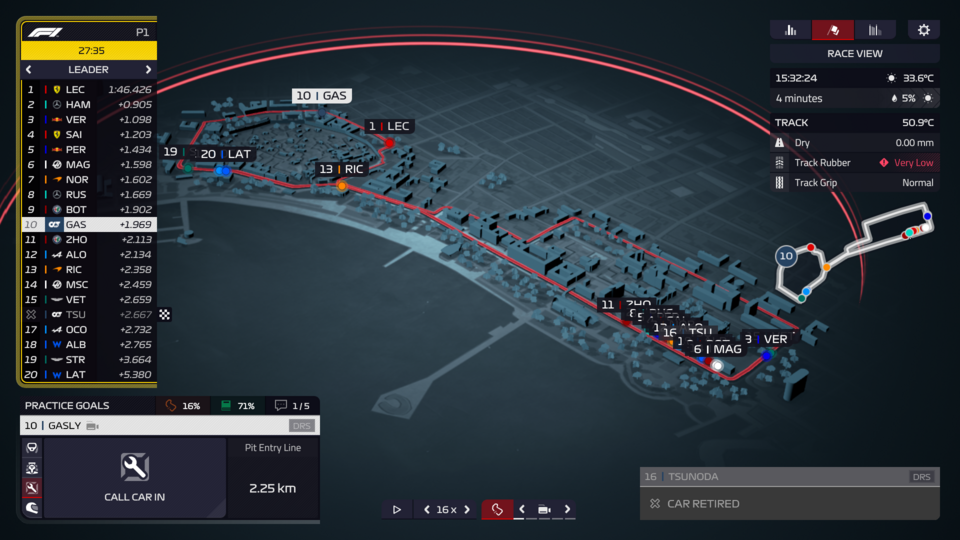 F1 P1
27:35
LEADER
1 LEC 1:46.426
2 HAM +0.905
3 VER +1.098
4 SAI +1.203
5 PER +1.434
6 MAG +1.598
7 NOR +1.602
8 RUS +1.669
9 BOT +1.902
10 GAS +1.969
11 ZHO +2.113
12 ALO +2.134
13 RIC +2.358
14 MSC +2.459
15 VET +2.659
TSU +2.667
17 OCO +2.732
18 ALB +2.765
19 STR +3.664
20 LAT +5.380
PRACTICE GOALS 16% 71% 1/5
10 GASLY DRS
CALL CAR IN
Pit Entry Line
2.25 km
10 GAS
1 LEC
19
20 LAT
13 RIC
11 ZHO
16 TSU
6 MAG
3 VER
16 x
RACE VIEW
15:32:24 33.6°C
4 minutes 5%
TRACK 50.9°C
Dry 0.00 mm
Track Rubber Very Low
Track Grip Normal
10
16 TSUNODA DRS
CAR RETIRED